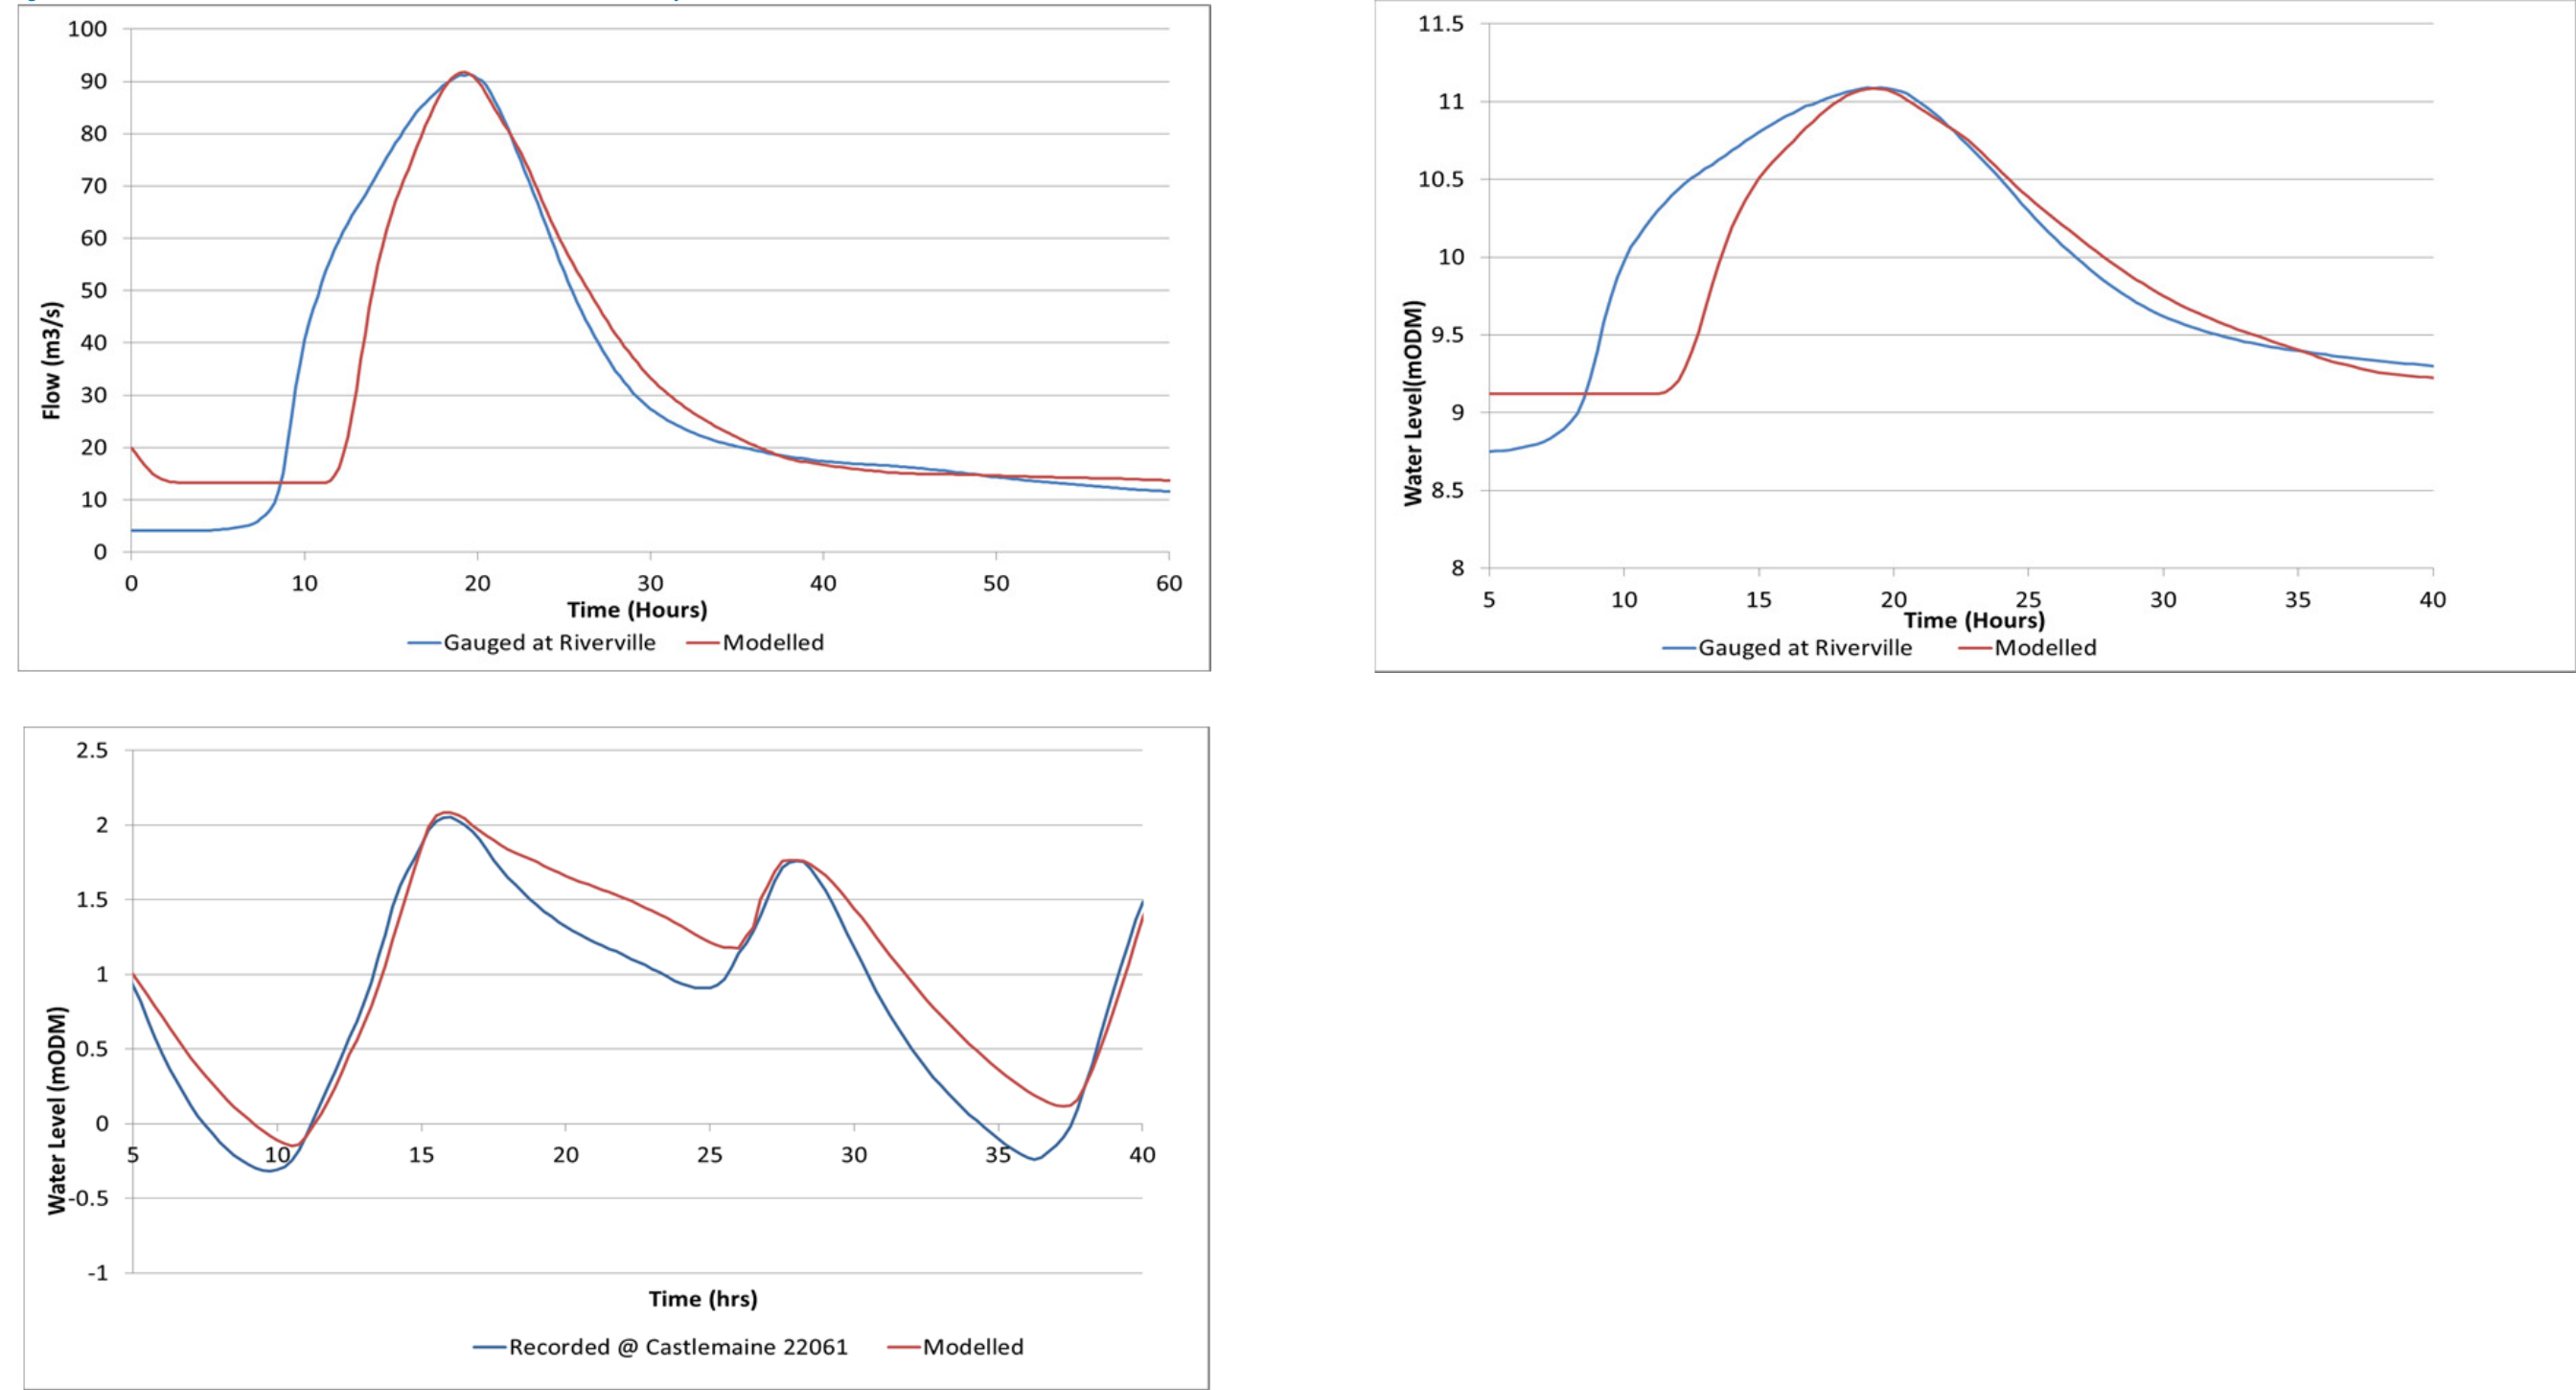 100
90
80
70
60
50
40
30
20
10
0
Flow (m3/s)
0 10 20 30 40 50 60
Time (Hours)
Gauged at Riverville Modelled
11.5
11
10.5
10
9.5
9
8.5
8
Water Level(mODM)
5 10 15 20 25 30 35 40
Time (Hours)
Gauged at Riverville Modelled
2.5
2
1.5
1
0.5
0
-0.5
-1
Water Level (mODM)
5 10 15 20 25 30 35 40
Time (hrs)
Recorded @ Castlemaine 22061 Modelled